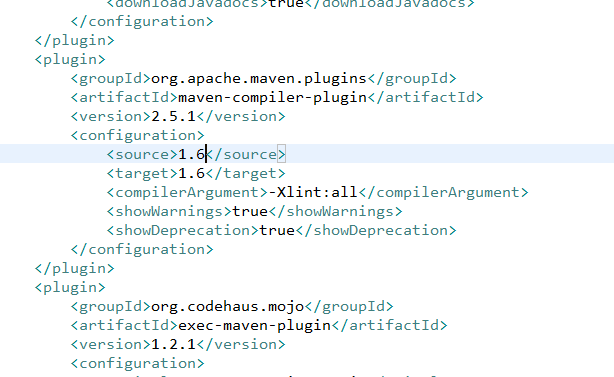 <downloadJavadocs>true</downloadJavadocs>
</configuration>
</plugin>
<plugin>
<groupId>org.apache.maven.plugins</groupId>
<artifactId>maven-compiler-plugin</artifactId>
<version>2.5.1</version>
<configuration>
<source>1.6</source>
<target>1.6</target>
<compilerArgument>-Xlint:all</compilerArgument>
<showWarnings>true</showWarnings>
<showDeprecation>true</showDeprecation>
</configuration>
</plugin>
<plugin>
<groupId>org.codehaus.mojo</groupId>
<artifactId>exec-maven-plugin</artifactId>
<version>1.2.1</version>
<configuration>